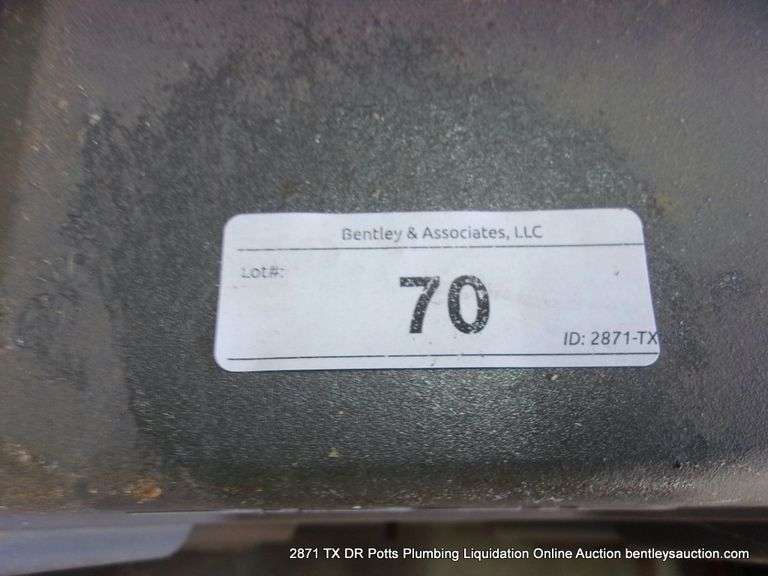 Bentley & Associates, LLC
Lot#:
70
ID: 2871-TX
2871 TX DR Potts Plumbing Liquidation Online Auction bentleysauction.com